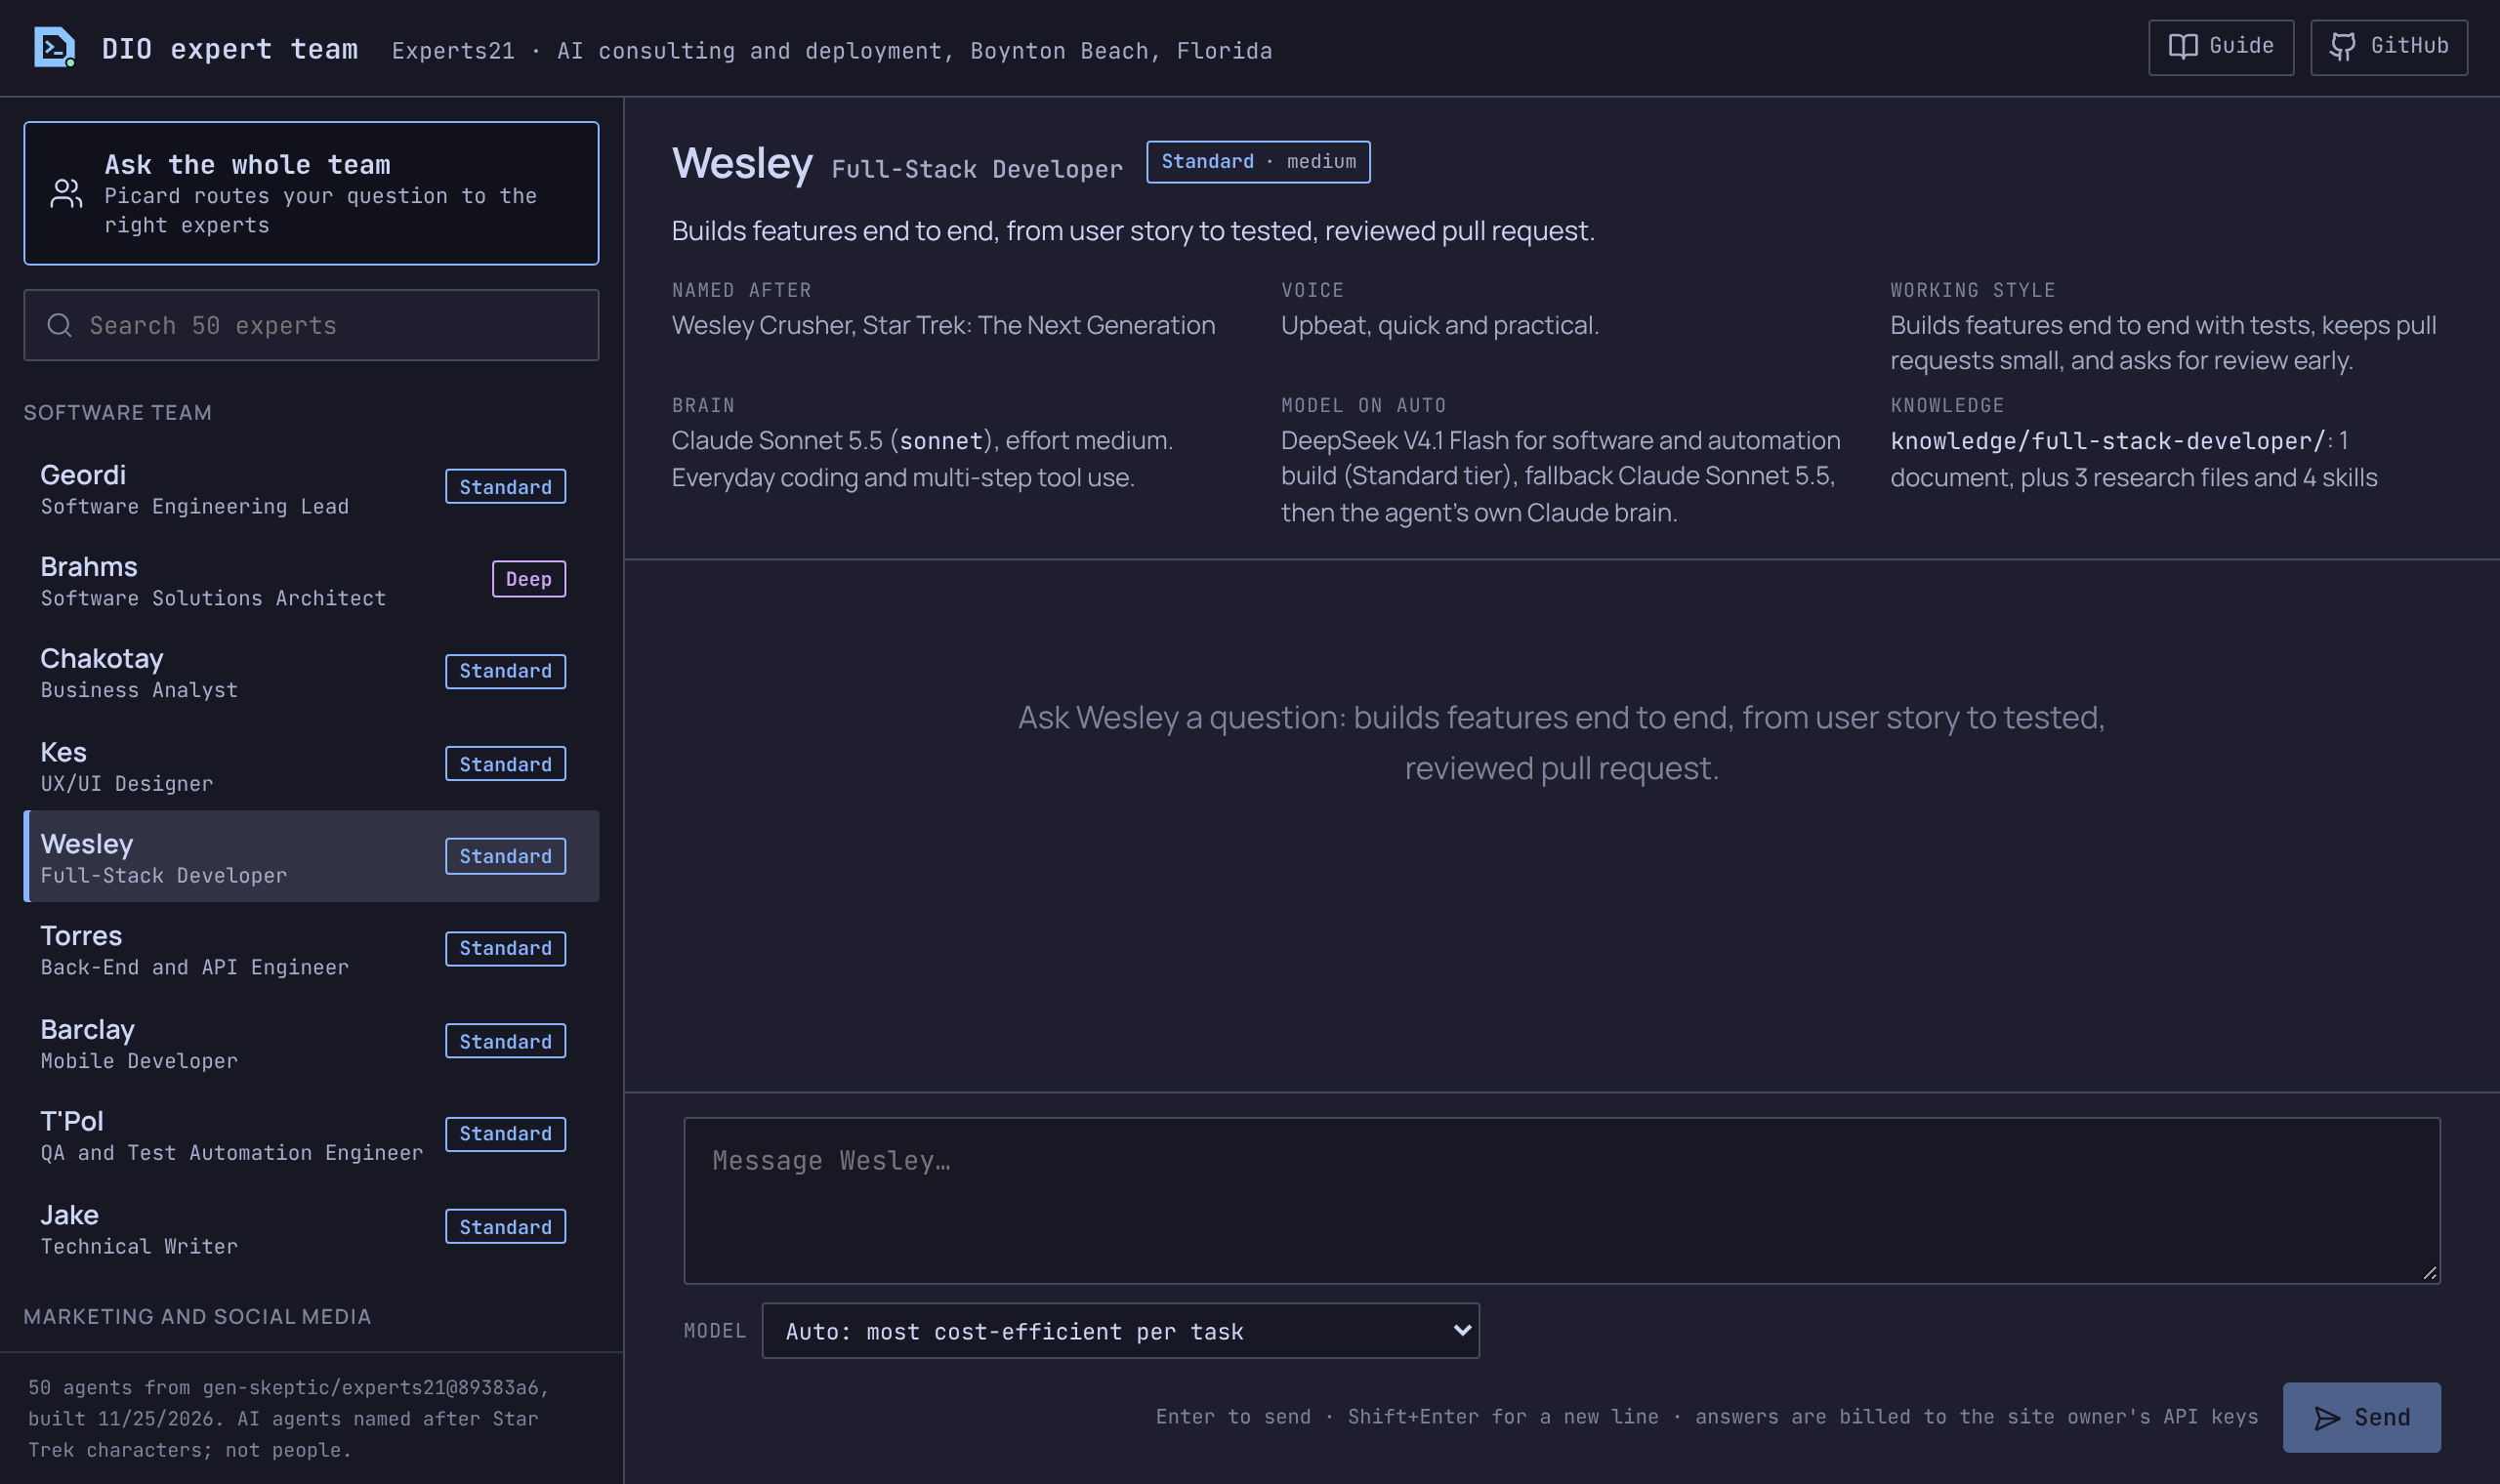 DIO expert team
Experts21 · AI consulting and deployment, Boynton Beach, Florida
Guide
GitHub
Ask the whole team
Picard routes your question to the
right experts
Search 50 experts
SOFTWARE TEAM
Geordi
Software Engineering Lead
Standard
Brahms
Software Solutions Architect
Deep
Chakotay
Business Analyst
Standard
Kes
UX/UI Designer
Standard
Wesley
Full-Stack Developer
Standard
Torres
Back-End and API Engineer
Standard
Barclay
Mobile Developer
Standard
T'Pol
QA and Test Automation Engineer
Standard
Jake
Technical Writer
Standard
MARKETING AND SOCIAL MEDIA
50 agents from gen-skeptic/experts21@89383a6,
built 11/25/2026. AI agents named after Star
Trek characters; not people.
Wesley Full-Stack Developer Standard · medium
Builds features end to end, from user story to tested, reviewed pull request.
NAMED AFTER
Wesley Crusher, Star Trek: The Next Generation
VOICE
Upbeat, quick and practical.
WORKING STYLE
Builds features end to end with tests, keeps pull
requests small, and asks for review early.
BRAIN
Claude Sonnet 5.5 (sonnet), effort medium.
Everyday coding and multi-step tool use.
MODEL ON AUTO
DeepSeek V4.1 Flash for software and automation
build (Standard tier), fallback Claude Sonnet 5.5,
then the agent's own Claude brain.
KNOWLEDGE
knowledge/full-stack-developer/: 1
document, plus 3 research files and 4 skills
Ask Wesley a question: builds features end to end, from user story to tested,
reviewed pull request.
Message Wesley…
MODEL
Auto: most cost-efficient per task
Enter to send · Shift+Enter for a new line · answers are billed to the site owner's API keys
Send